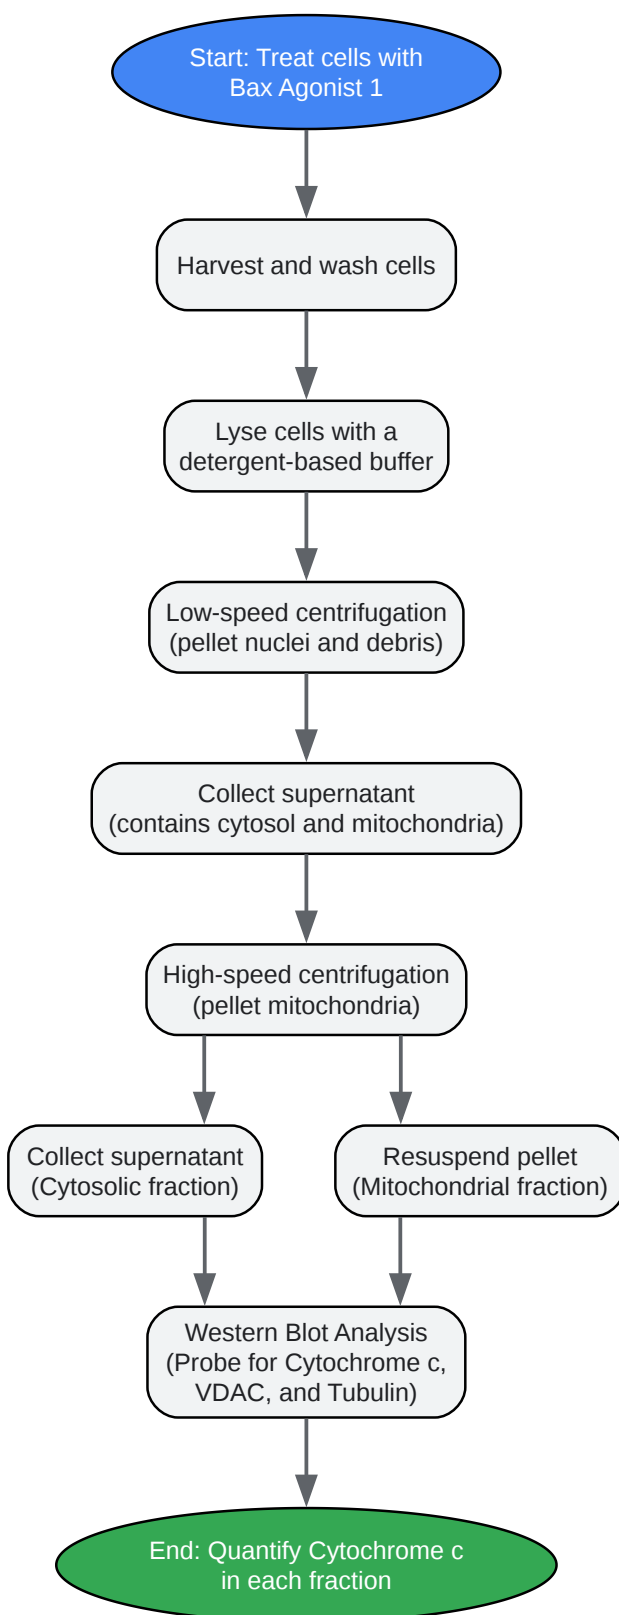 Start: Treat cells with
Bax Agonist 1
Harvest and wash cells
Lyse cells with a
detergent-based buffer
Low-speed centrifugation
(pellet nuclei and debris)
Collect supernatant
(contains cytosol and mitochondria)
High-speed centrifugation
(pellet mitochondria)
Collect supernatant
(Cytosolic fraction)
Resuspend pellet
(Mitochondrial fraction)
Western Blot Analysis
(Probe for Cytochrome c,
VDAC, and Tubulin)
End: Quantify Cytochrome c
in each fraction